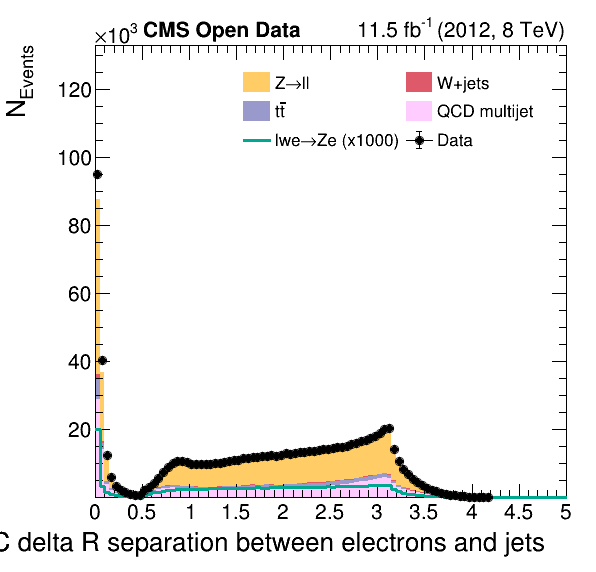 ×10³ CMS Open Data 11.5 fb⁻¹ (2012, 8 TeV)
N_Events
Z→ll W+jets
tt̄ QCD multijet
lwe→Ze (x1000) Data
120
100
80
60
40
20
0 0.5 1 1.5 2 2.5 3 3.5 4 4.5 5
C delta R separation between electrons and jets